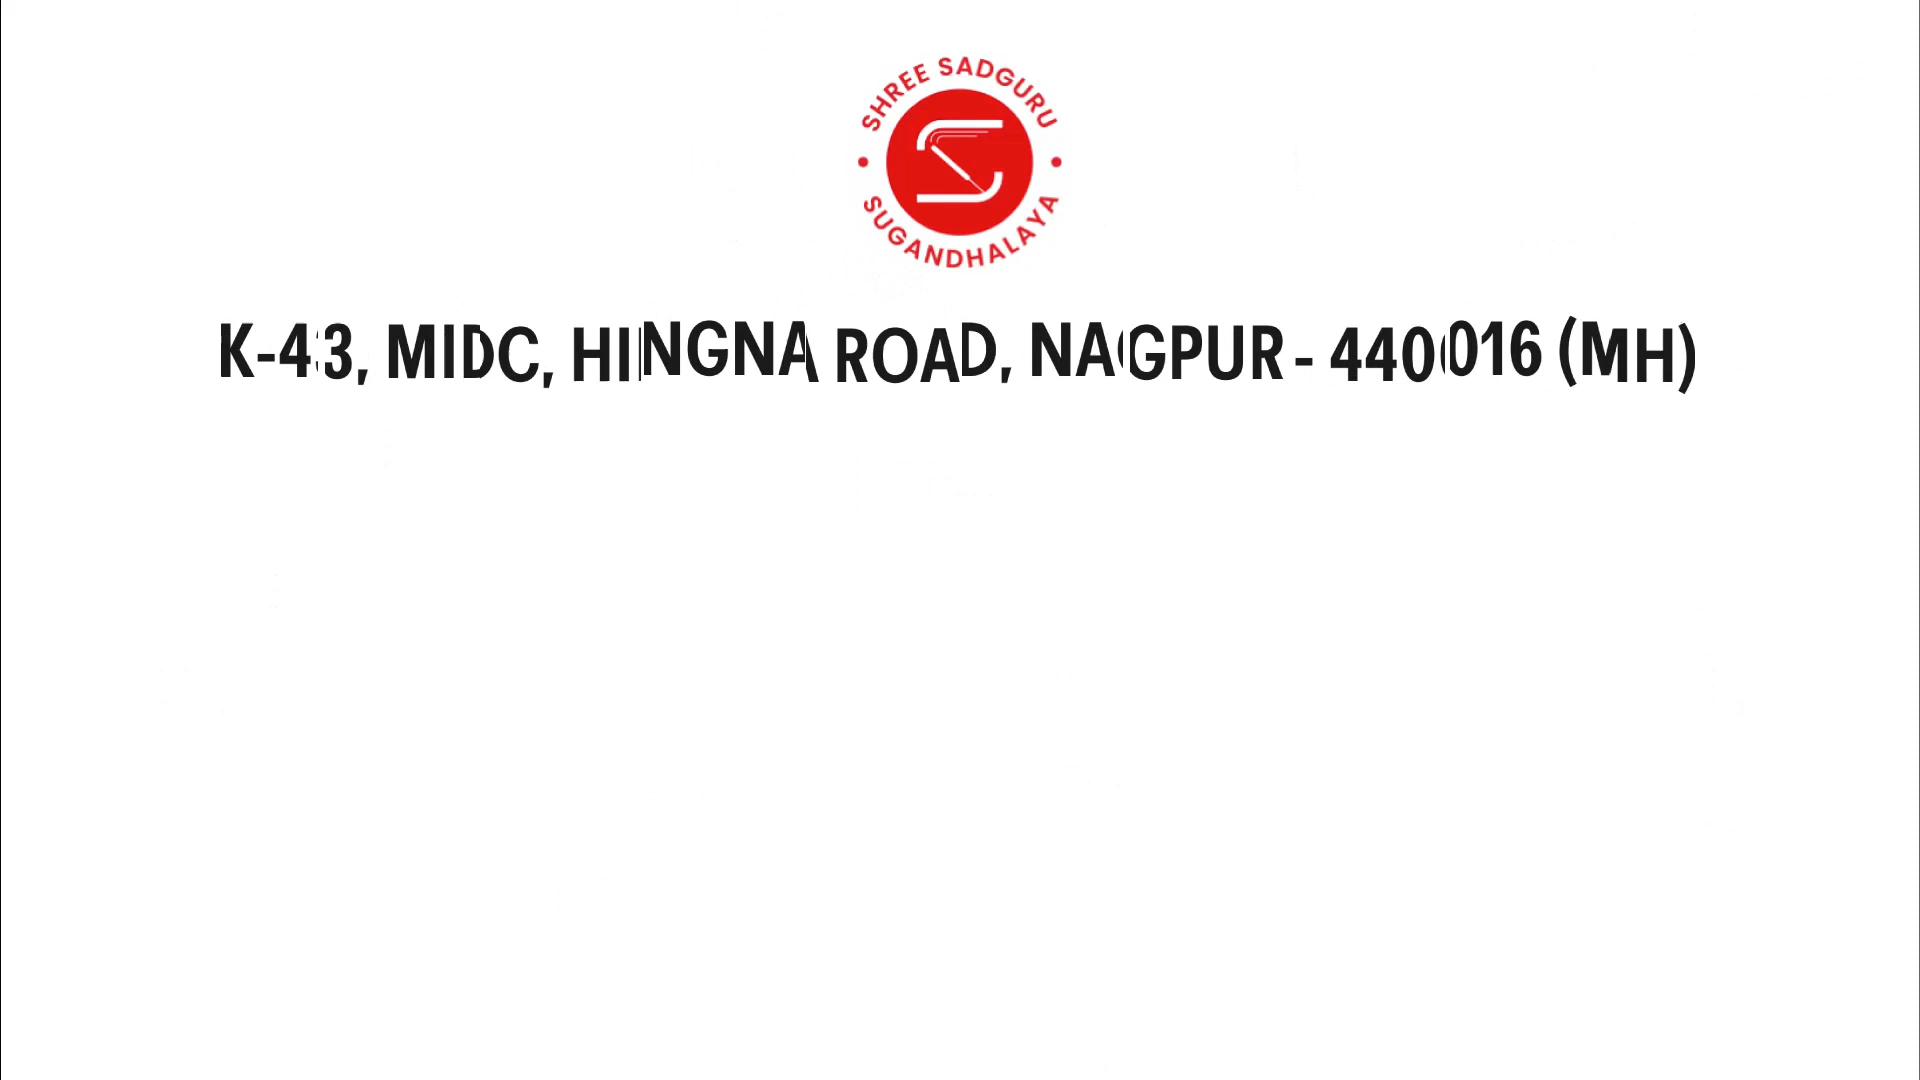 SHREE SADGURU
SUGANDHALAYA
K-43, MIDC, HINGNA ROAD, NAGPUR - 440016 (MH)